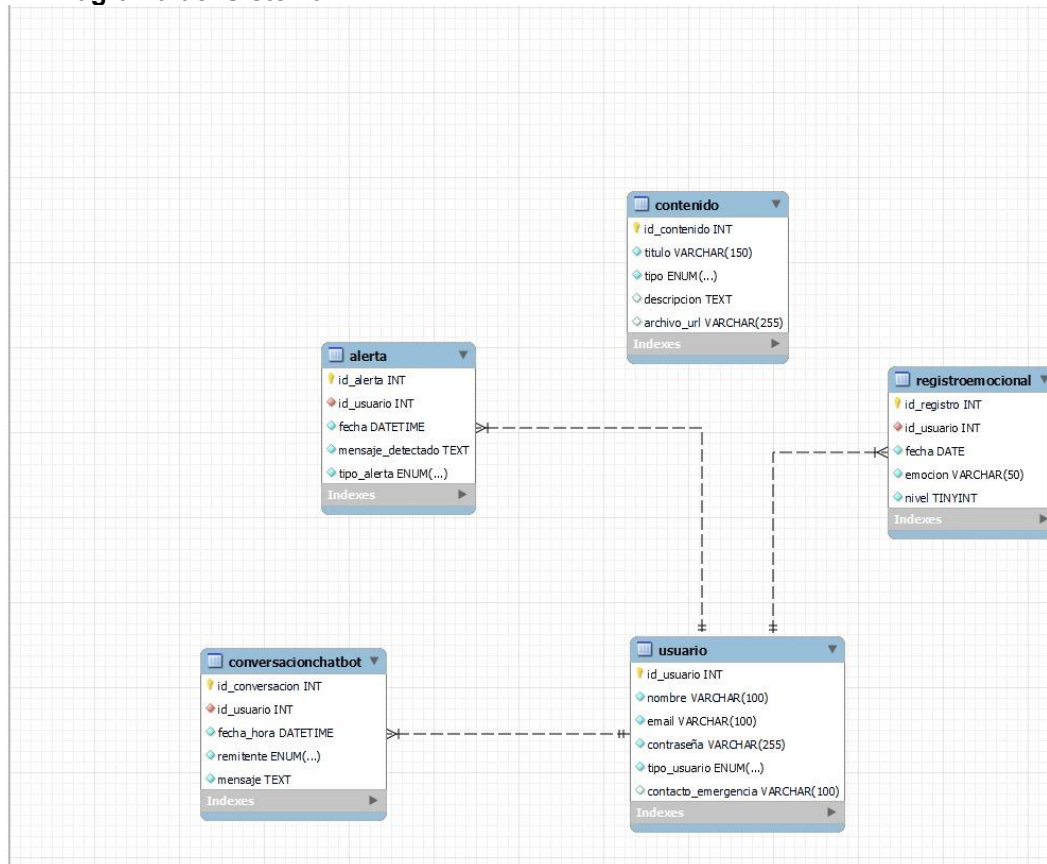 contenido
id_contenido INT
titulo VARCHAR(150)
tipo ENUM(...)
descripcion TEXT
archivo_url VARCHAR(255)
Indexes
alerta
id_alerta INT
id_usuario INT
fecha DATETIME
mensaje_detectado TEXT
tipo_alerta ENUM(...)
Indexes
registroemocional
id_registro INT
id_usuario INT
fecha DATE
emocion VARCHAR(50)
nivel TINYINT
Indexes
conversacionchatbot
id_conversacion INT
id_usuario INT
fecha_hora DATETIME
remitente ENUM(...)
mensaje TEXT
Indexes
usuario
id_usuario INT
nombre VARCHAR(100)
email VARCHAR(100)
contraseña VARCHAR(255)
tipo_usuario ENUM(...)
contacto_emergencia VARCHAR(100)
Indexes